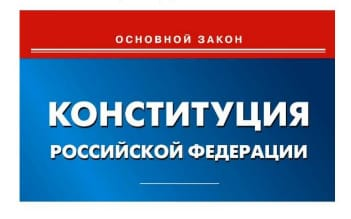 ОСНОВНОЙ ЗАКОН
КОНСТИТУЦИЯ
РОССИЙСКОЙ ФЕДЕРАЦИИ